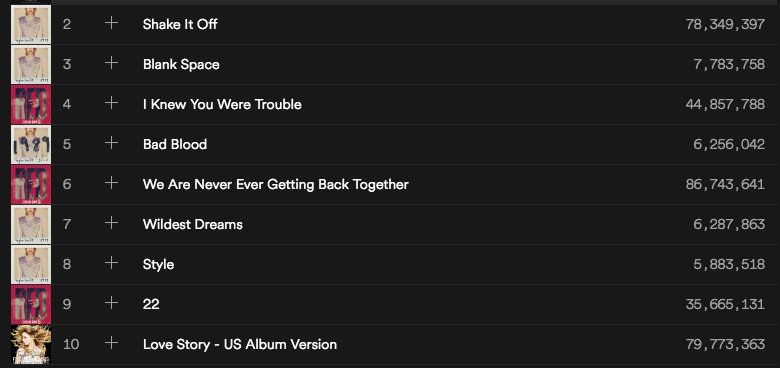 2 + Shake It Off 78,349,397
3 + Blank Space 7,783,758
4 + I Knew You Were Trouble 44,857,788
5 + Bad Blood 6,256,042
6 + We Are Never Ever Getting Back Together 86,743,641
7 + Wildest Dreams 6,287,863
8 + Style 5,883,518
9 + 22 35,665,131
10 + Love Story - US Album Version 79,773,363